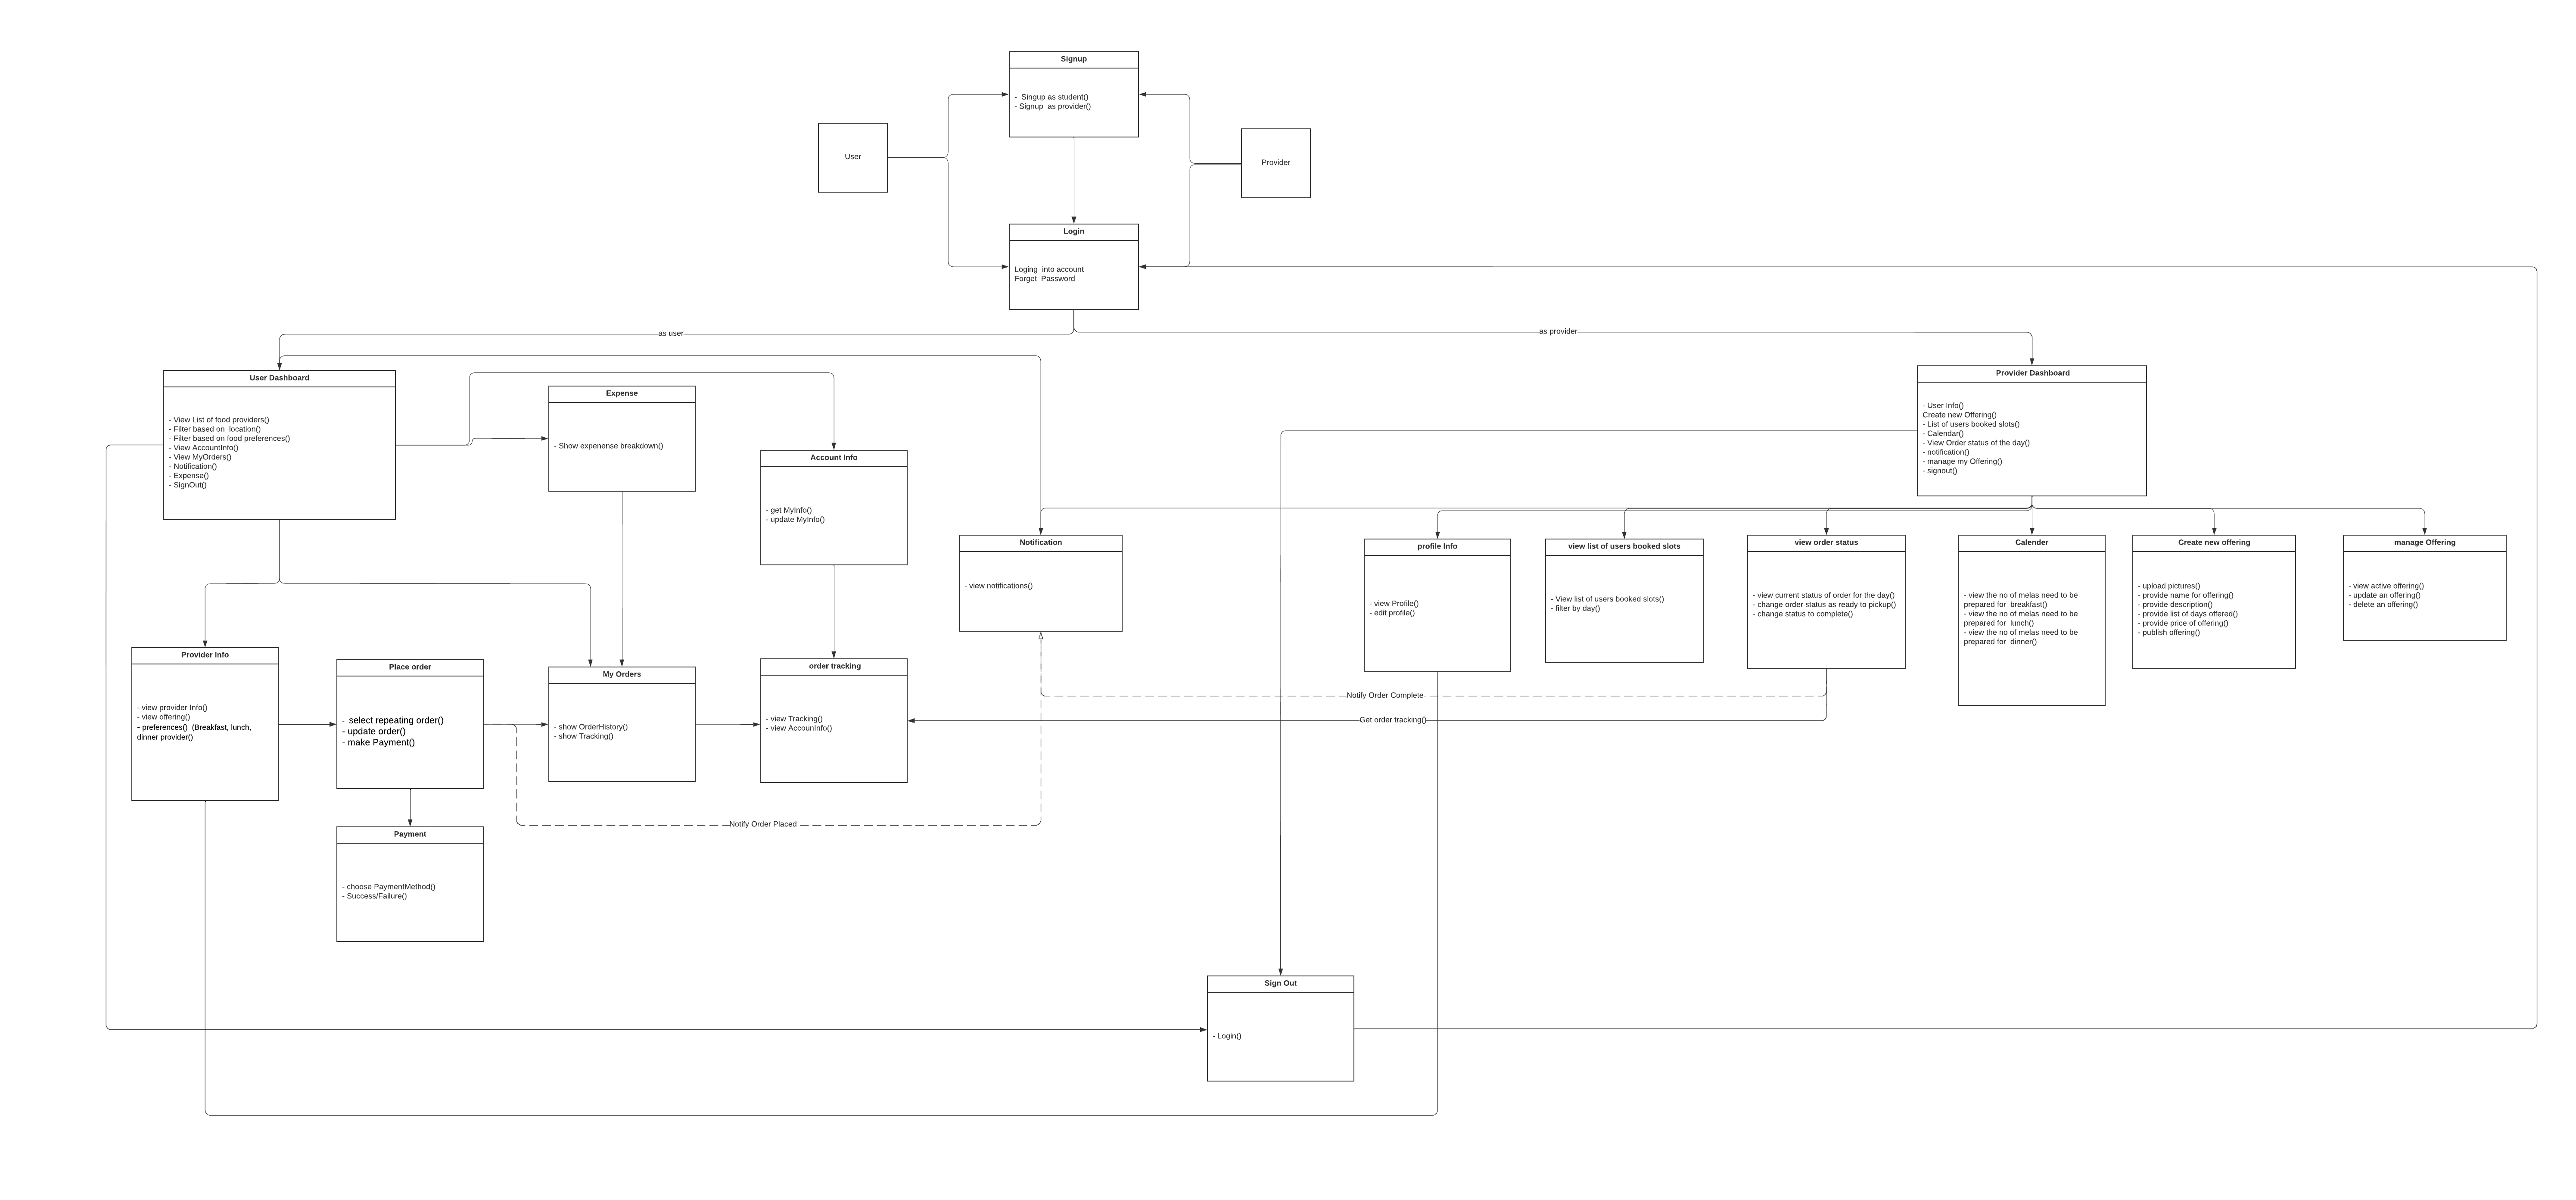 Signup
- Singup as student()
- Signup as provider()
User
Provider
Login
Loging into account
Forget Password
as user
as provider
User Dashboard
- View List of food providers()
- Filter based on location()
- Filter based on food preferences()
- View AccountInfo()
- View MyOrders()
- Notification()
- Expense()
- SignOut()
Expense
- Show expenense breakdown()
Account Info
- get MyInfo()
- update MyInfo()
Provider Dashboard
- User Info()
Create new Offering()
- List of users booked slots()
- Calendar()
- View Order status of the day()
- notification()
- manage my Offering()
- signout()
Notification
- view notifications()
profile Info
- view Profile()
- edit profile()
view list of users booked slots
- View list of users booked slots()
- filter by day()
view order status
- view current status of order for the day()
- change order status as ready to pickup()
- change status to complete()
Calender
- view the no of melas need to be
prepared for breakfast()
- view the no of melas need to be
prepared for lunch()
- view the no of melas need to be
prepared for dinner()
Create new offering
- upload pictures()
- provide name for offering()
- provide description()
- provide list of days offered()
- provide price of offering()
- publish offering()
manage Offering
- view active offering()
- update an offering()
- delete an offering()
Provider Info
- view provider Info()
- view offering()
- preferences() (Breakfast, lunch,
dinner provider()
Place order
- select repeating order()
- update order()
- make Payment()
My Orders
- show OrderHistory()
- show Tracking()
order tracking
- view Tracking()
- view AccounInfo()
Notify Order Complete
Get order tracking()
Notify Order Placed
Payment
- choose PaymentMethod()
- Success/Failure()
Sign Out
- Login()